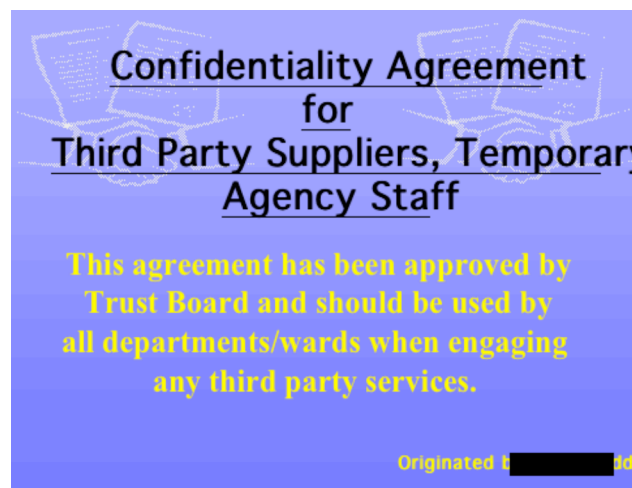 Confidentiality Agreement
for
Third Party Suppliers, Temporary
Agency Staff
This agreement has been approved by
Trust Board and should be used by
all departments/wards when engaging
any third party services.
Originated